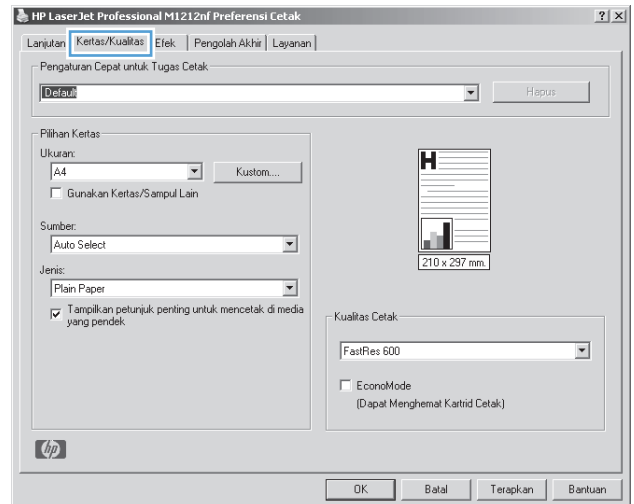 HP LaserJet Professional M1212nf Preferensi Cetak
Lanjutan Kertas/Kualitas Efek Pengolah Akhir Layanan
Pengaturan Cepat untuk Tugas Cetak
Default Hapus
Pilihan Kertas
Ukuran:
A4 Kustom....
Gunakan Kertas/Sampul Lain
Sumber:
Auto Select
Jenis:
Plain Paper
Tampilkan petunjuk penting untuk mencetak di media
yang pendek
H
210 x 297 mm.
Kualitas Cetak
FastRes 600
EconoMode
(Dapat Menghemat Kartrid Cetak)
hp
OK Batal Terapkan Bantuan